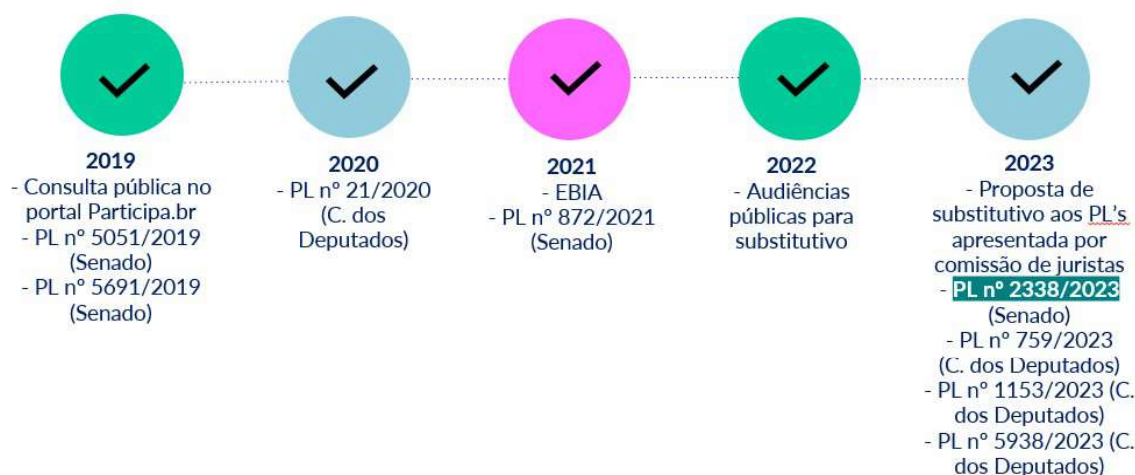 2019
- Consulta pública no
portal Participa.br
- PL nº 5051/2019
(Senado)
- PL nº 5691/2019
(Senado)
2020
- PL nº 21/2020
(C. dos
Deputados)
2021
- EBIA
- PL nº 872/2021
(Senado)
2022
- Audiências
públicas para
substitutivo
2023
- Proposta de
substitutivo aos PL's
apresentada por
comissão de juristas
- PL nº 2338/2023
(Senado)
- PL nº 759/2023
(C. dos Deputados)
- PL nº 1153/2023 (C.
dos Deputados)
- PL nº 5938/2023 (C.
dos Deputados)